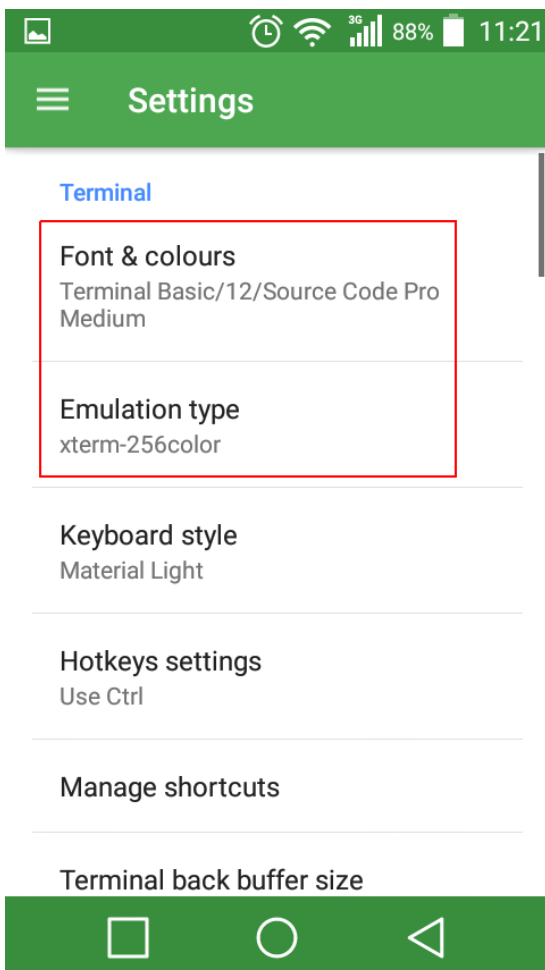 3G 88% 11:21
Settings
Terminal
Font & colours
Terminal Basic/12/Source Code Pro
Medium
Emulation type
xterm-256color
Keyboard style
Material Light
Hotkeys settings
Use Ctrl
Manage shortcuts
Terminal back buffer size